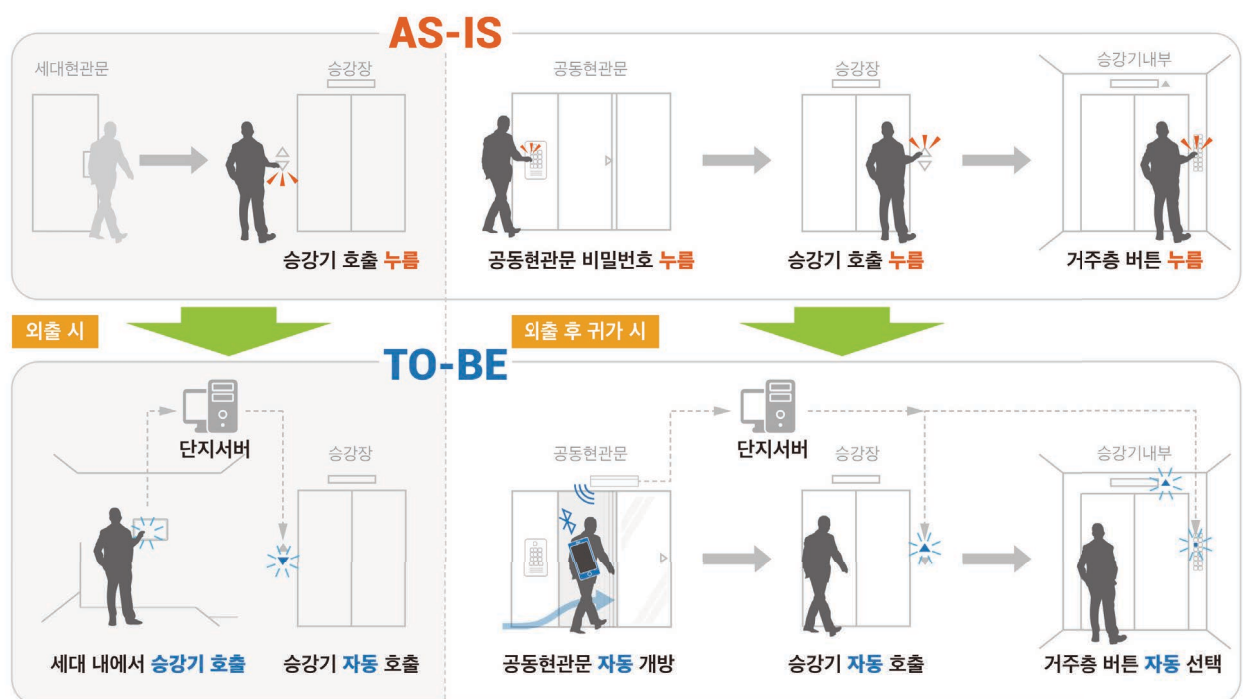 AS-IS
세대현관문
승강장
공동현관문
승강장
승강기내부
승강기 호출 누름
공동현관문 비밀번호 누름
승강기 호출 누름
거주층 버튼 누름
외출 시
외출 후 귀가 시
TO-BE
단지서버
승강장
공동현관문
단지서버
승강장
승강기내부
세대 내에서 승강기 호출
승강기 자동 호출
공동현관문 자동 개방
승강기 자동 호출
거주층 버튼 자동 선택